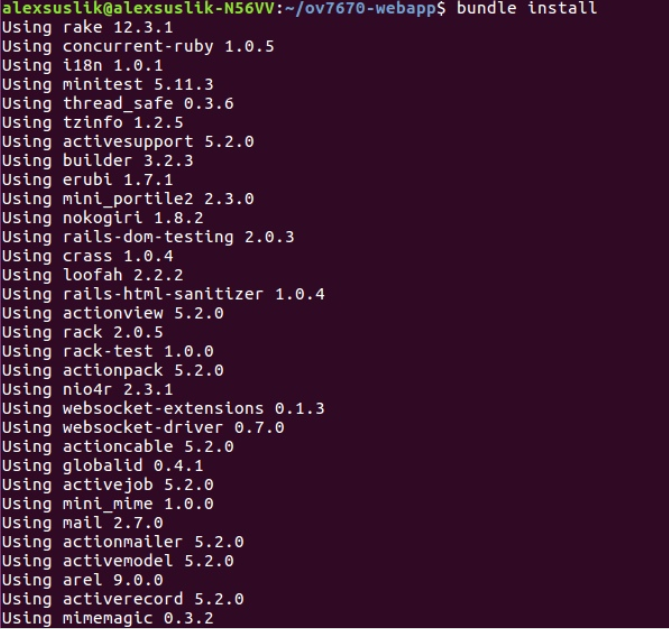 alexsuslik@alexsuslik-N56VV:~/ov7670-webapp$ bundle install
Using rake 12.3.1
Using concurrent-ruby 1.0.5
Using i18n 1.0.1
Using minitest 5.11.3
Using thread_safe 0.3.6
Using tzinfo 1.2.5
Using activesupport 5.2.0
Using builder 3.2.3
Using erubi 1.7.1
Using mini_portile2 2.3.0
Using nokogiri 1.8.2
Using rails-dom-testing 2.0.3
Using crass 1.0.4
Using loofah 2.2.2
Using rails-html-sanitizer 1.0.4
Using actionview 5.2.0
Using rack 2.0.5
Using rack-test 1.0.0
Using actionpack 5.2.0
Using nio4r 2.3.1
Using websocket-extensions 0.1.3
Using websocket-driver 0.7.0
Using actioncable 5.2.0
Using globalid 0.4.1
Using activejob 5.2.0
Using mini_mime 1.0.0
Using mail 2.7.0
Using actionmailer 5.2.0
Using activemodel 5.2.0
Using arel 9.0.0
Using activerecord 5.2.0
Using mimemagic 0.3.2